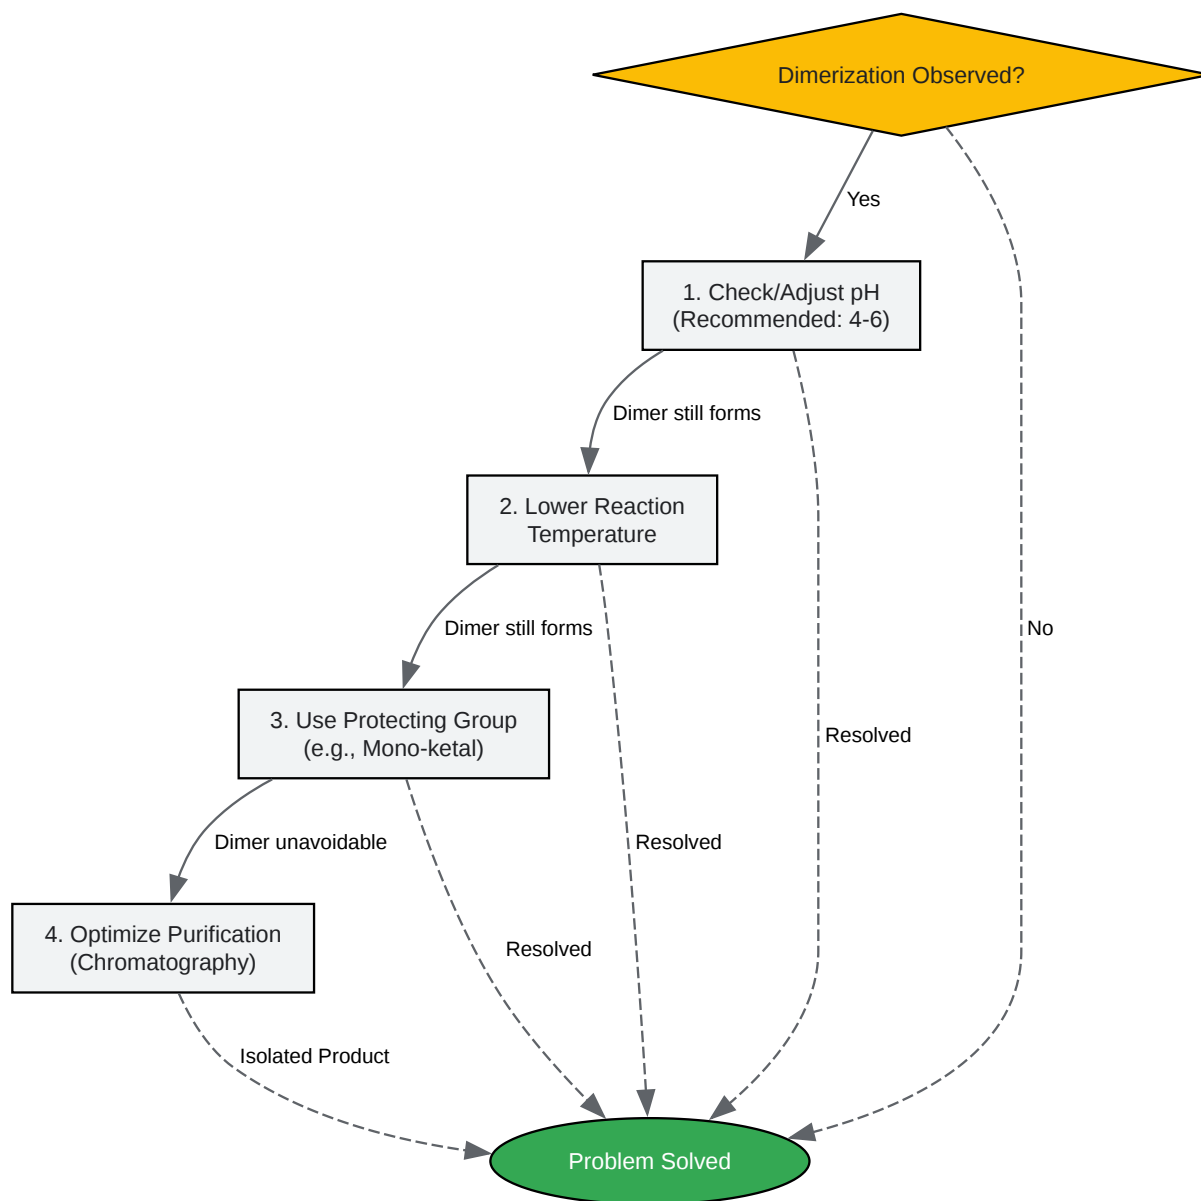 Dimerization Observed?
Yes
1. Check/Adjust pH
(Recommended: 4-6)
Dimer still forms
2. Lower Reaction
Temperature
Dimer still forms
No
3. Use Protecting Group
(e.g., Mono-ketal)
Resolved
Dimer unavoidable
Resolved
4. Optimize Purification
(Chromatography)
Resolved
Isolated Product
Problem Solved